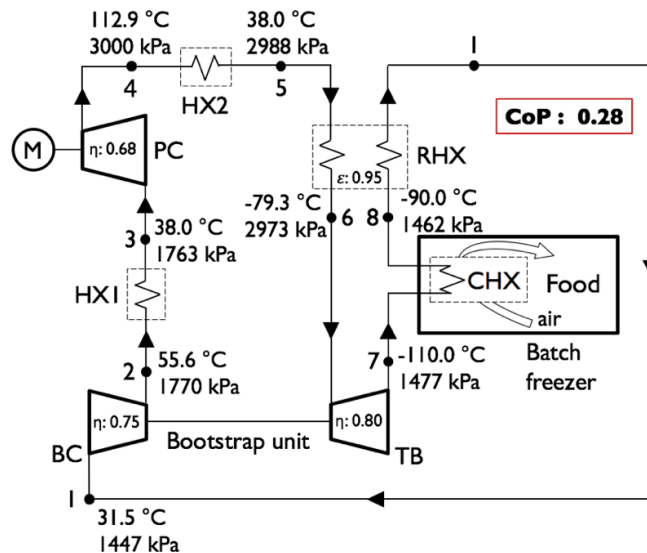 112.9 °C
3000 kPa
4
HX2
38.0 °C
2988 kPa
5
1
CoP : 0.28
M
η: 0.68
PC
RHX
ε: 0.95
3
38.0 °C
1763 kPa
-79.3 °C
2973 kPa
6
8
-90.0 °C
1462 kPa
HX1
CHX
Food
air
2
55.6 °C
1770 kPa
7
-110.0 °C
1477 kPa
Batch
freezer
η: 0.75
BC
Bootstrap unit
η: 0.80
TB
1
31.5 °C
1447 kPa